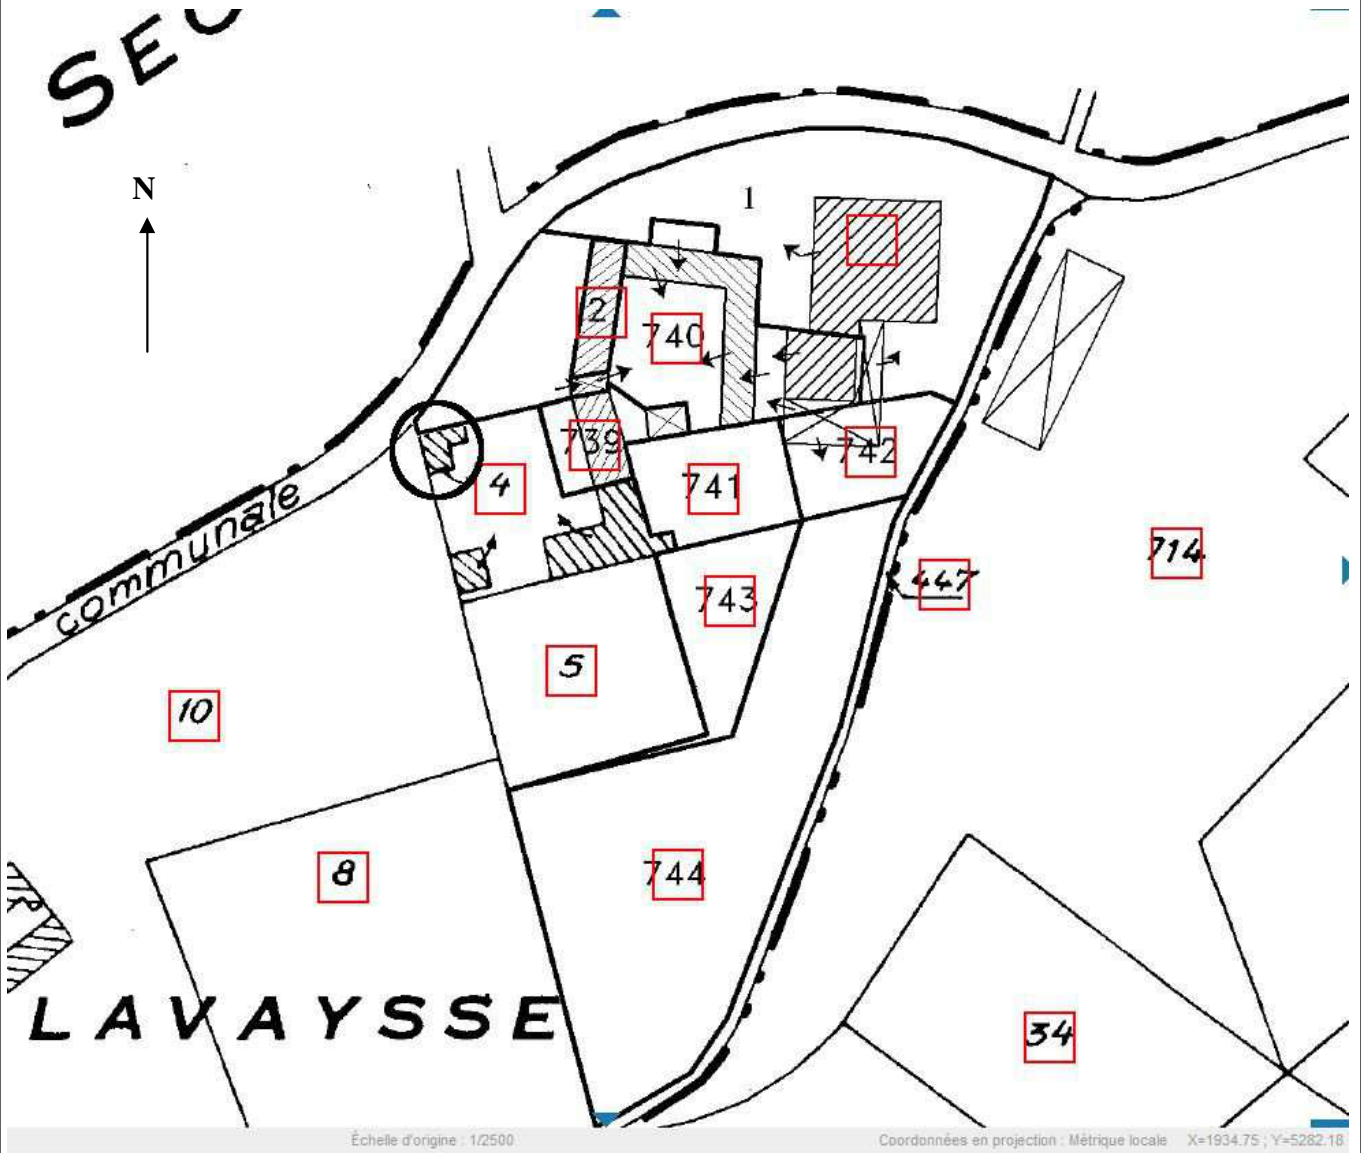 SEC
N
1
2
740
739
4
741
742
communale
714
447
743
5
10
8
744
LAVAYSSE
34
Échelle d'origine : 1/2500
Coordonnées en projection : Métrique locale X=1934.75 ; Y=5282.18